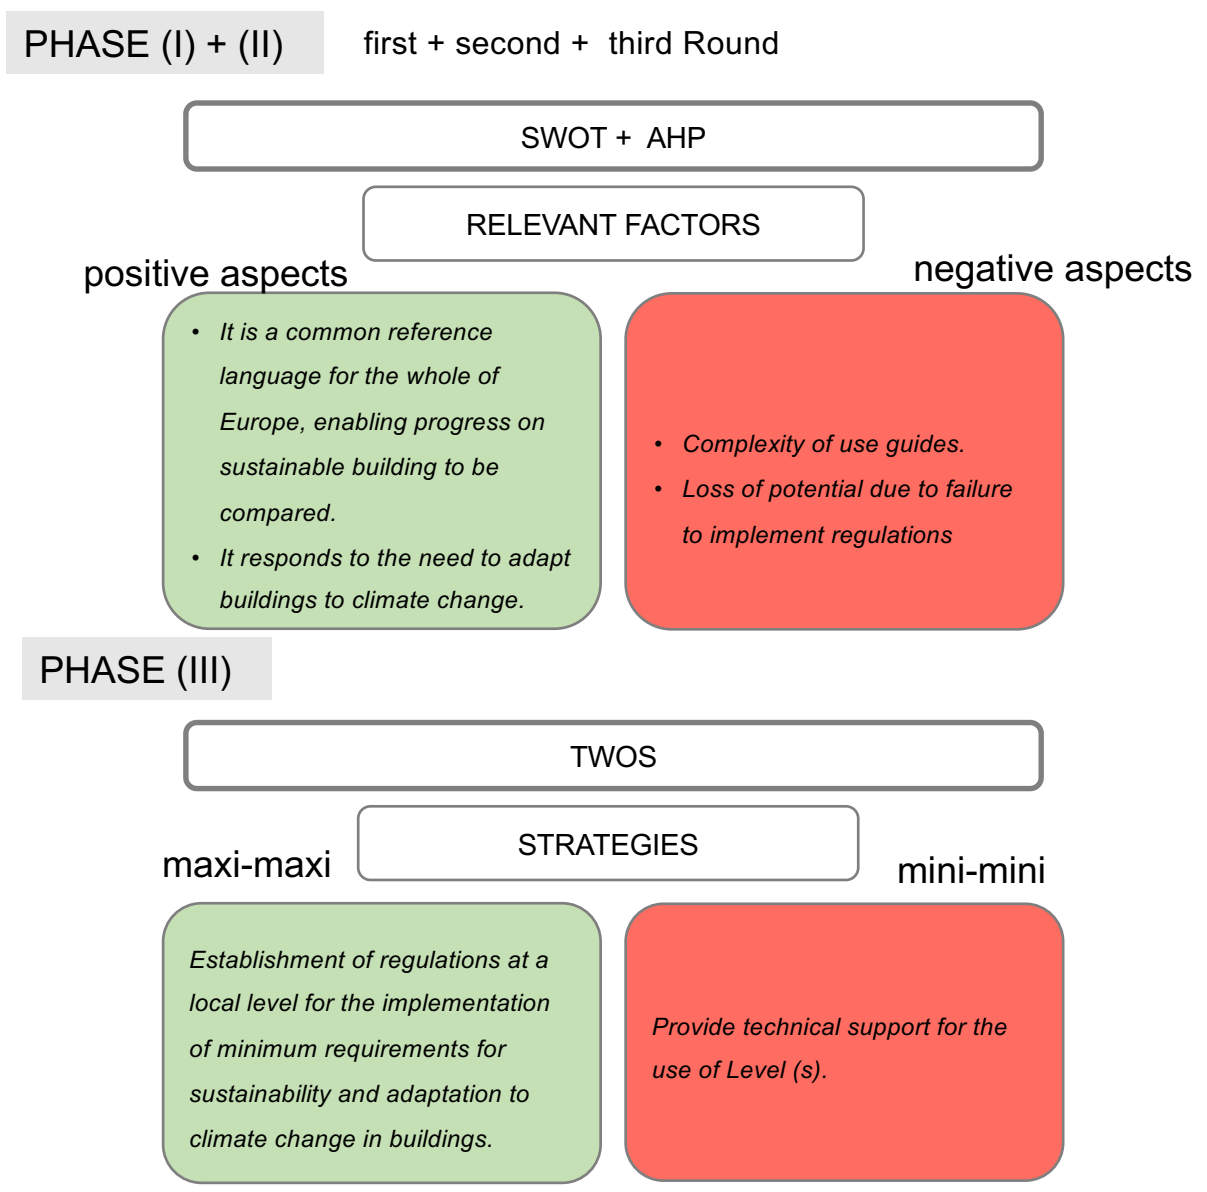 PHASE (I) + (II)
first + second + third Round
SWOT + AHP
RELEVANT FACTORS
positive aspects
negative aspects
• It is a common reference
language for the whole of
Europe, enabling progress on
sustainable building to be
compared.
• It responds to the need to adapt
buildings to climate change.
• Complexity of use guides.
• Loss of potential due to failure
to implement regulations
PHASE (III)
TWOS
STRATEGIES
maxi-maxi
mini-mini
Establishment of regulations at a
local level for the implementation
of minimum requirements for
sustainability and adaptation to
climate change in buildings.
Provide technical support for the
use of Level (s).